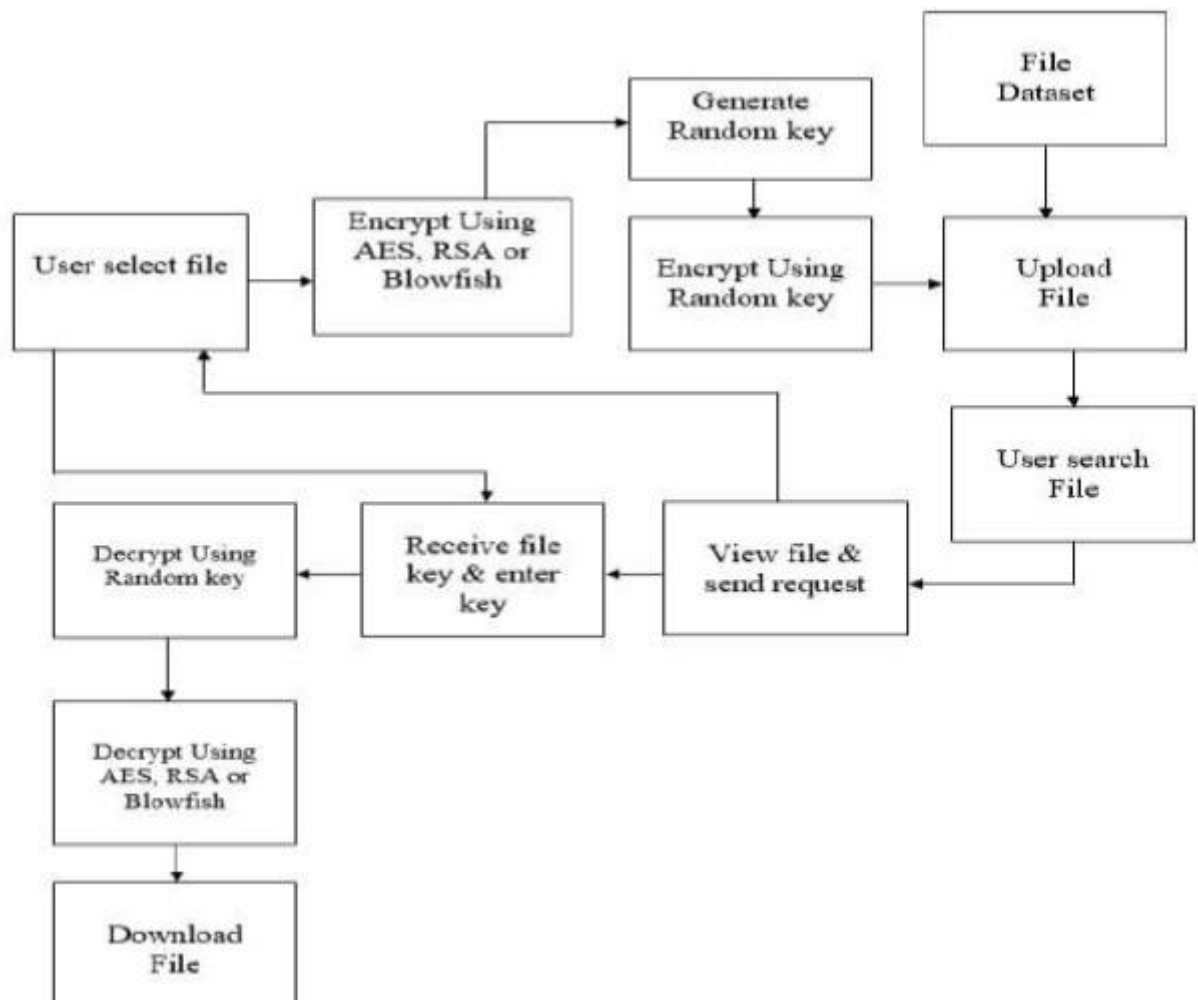 File
Dataset
Generate
Random key
User select file
Encrypt Using
AES, RSA or
Blowfish
Encrypt Using
Random key
Upload
File
User search
File
Decrypt Using
Random key
Receive file
key & enter
key
View file &
send request
Decrypt Using
AES, RSA or
Blowfish
Download
File